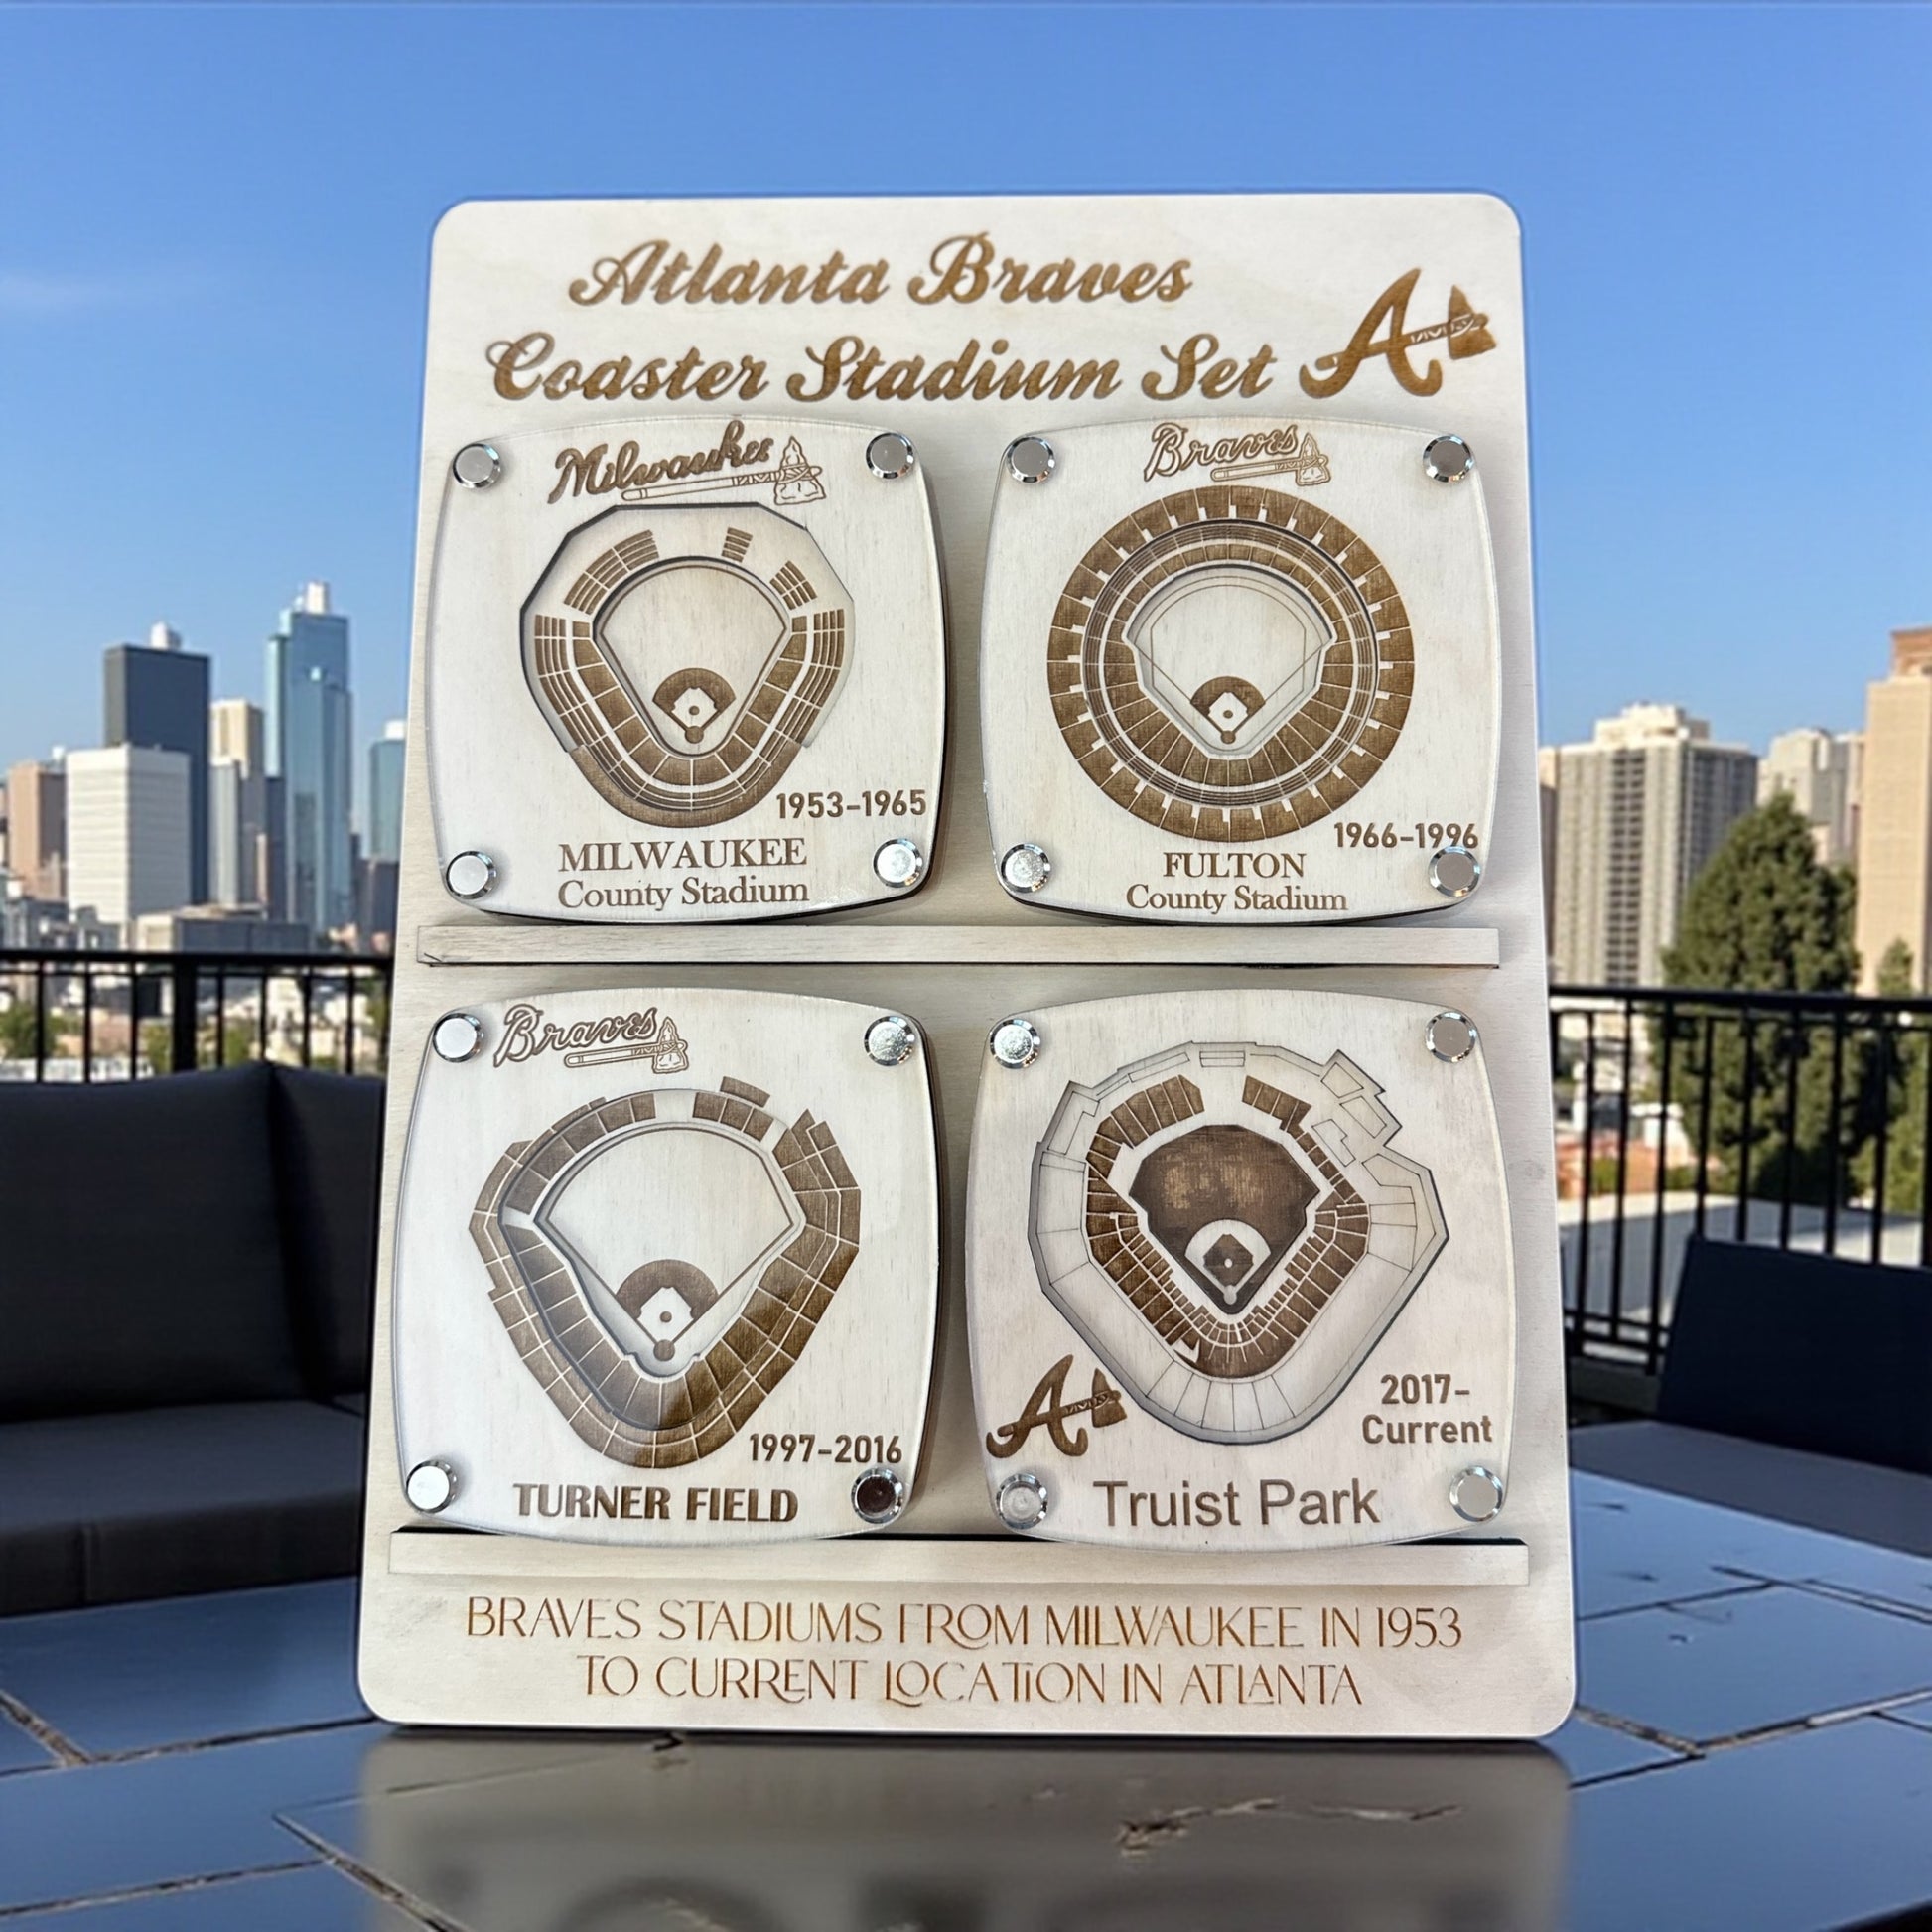 Atlanta Braves
Coaster Stadium Set A
Milwaukee
1953-1965
MILWAUKEE
County Stadium
Braves
1966-1996
FULTON
County Stadium
Braves
1997-2016
TURNER FIELD
A
2017-
Current
Truist Park
BRAVES STADIUMS FROM MILWAUKEE IN 1953
TO CURRENT LOCATION IN ATLANTA